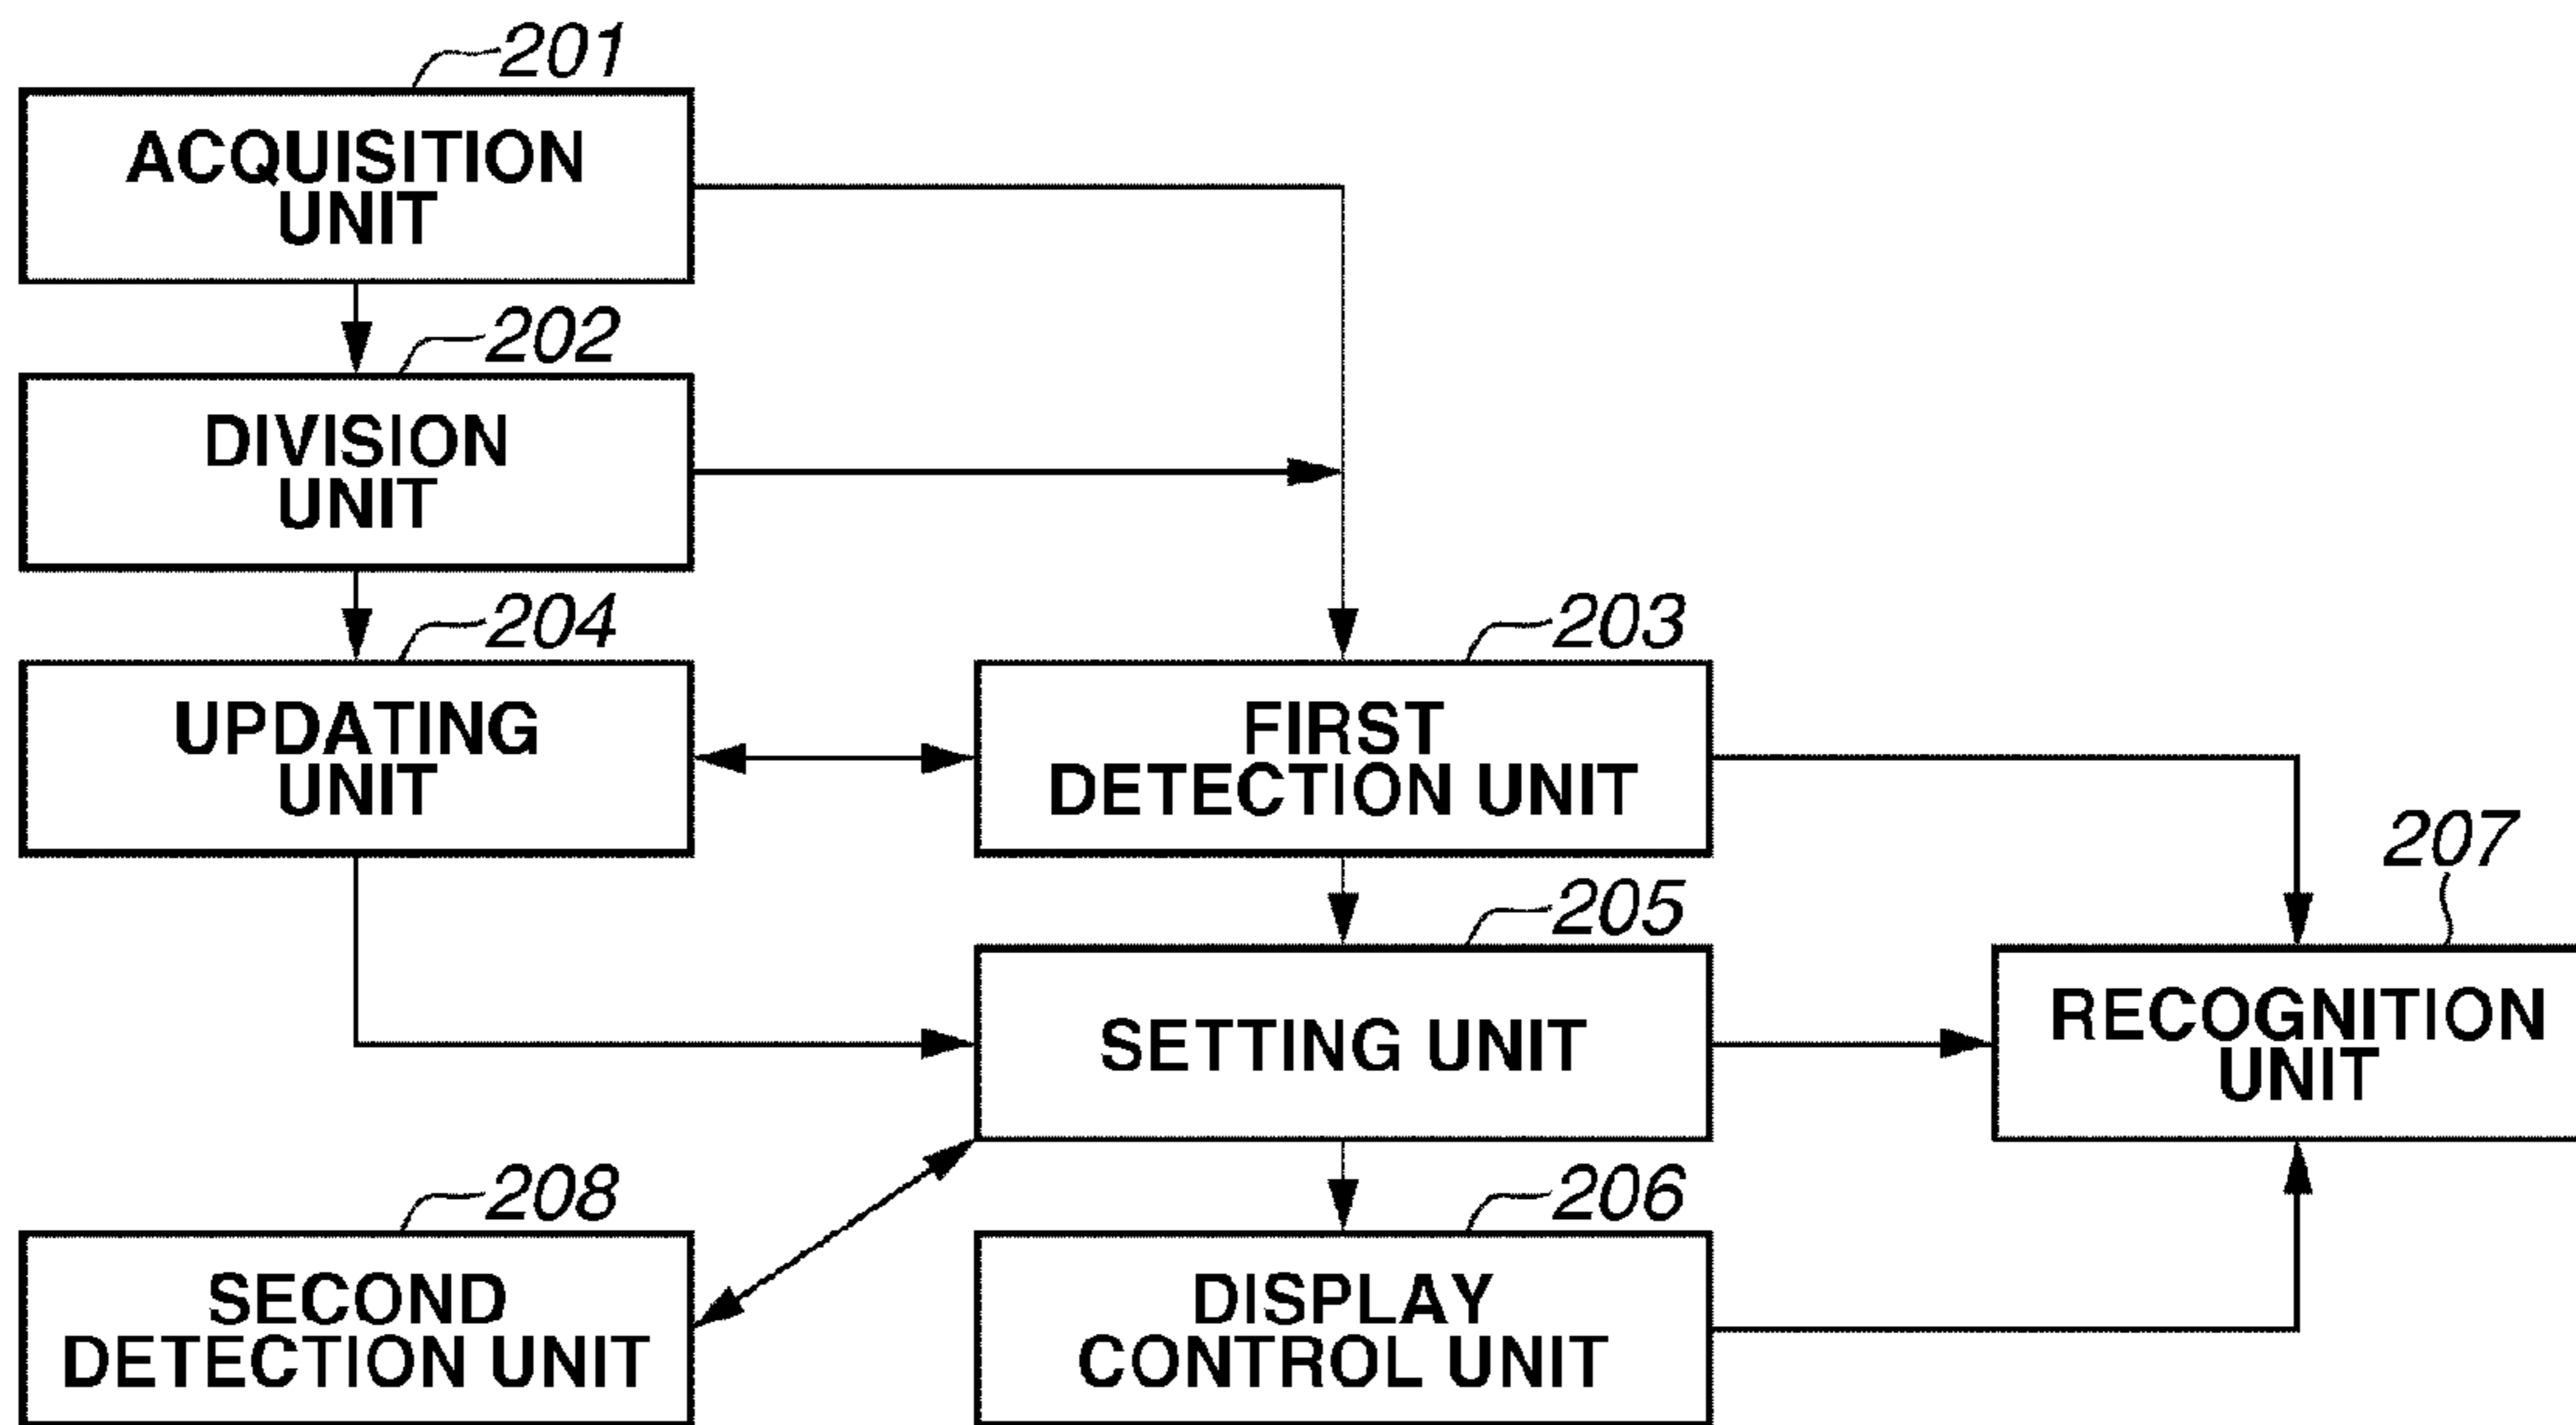 201
ACQUISITION
UNIT
202
DIVISION
UNIT
204
UPDATING
UNIT
203
FIRST
DETECTION UNIT
205
SETTING UNIT
207
RECOGNITION
UNIT
208
SECOND
DETECTION UNIT
206
DISPLAY
CONTROL UNIT